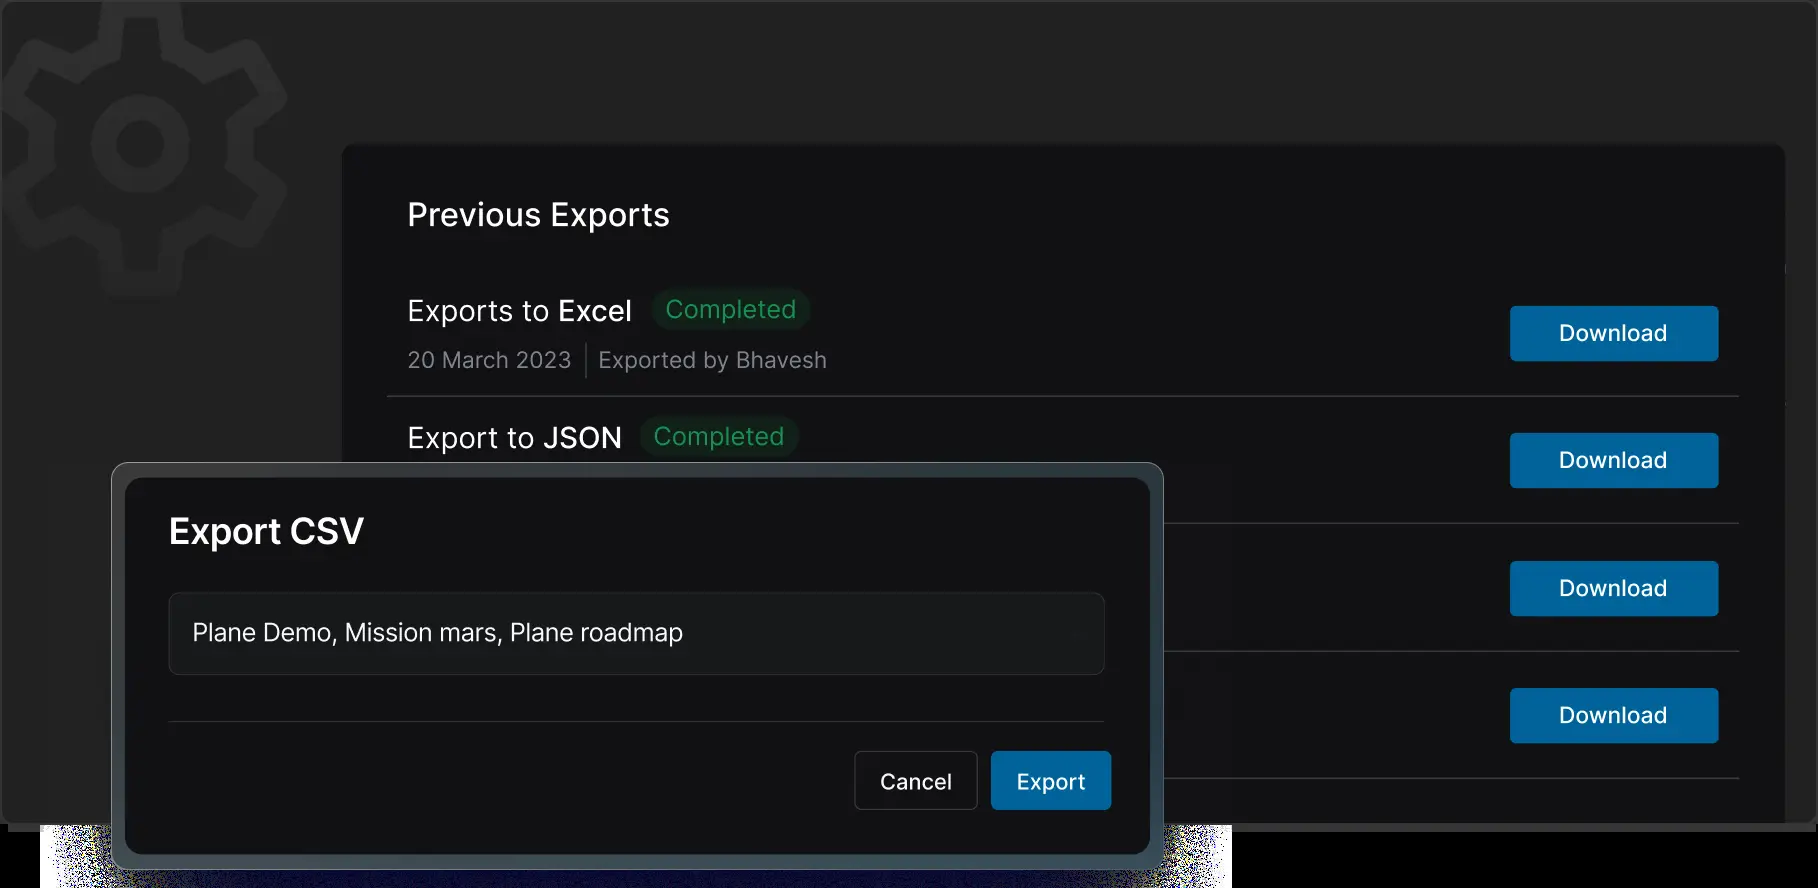 Previous Exports
Exports to Excel Completed
20 March 2023 Exported by Bhavesh
Download
Export to JSON Completed
Download
Download
Download
Export CSV
Plane Demo, Mission mars, Plane roadmap
Cancel Export